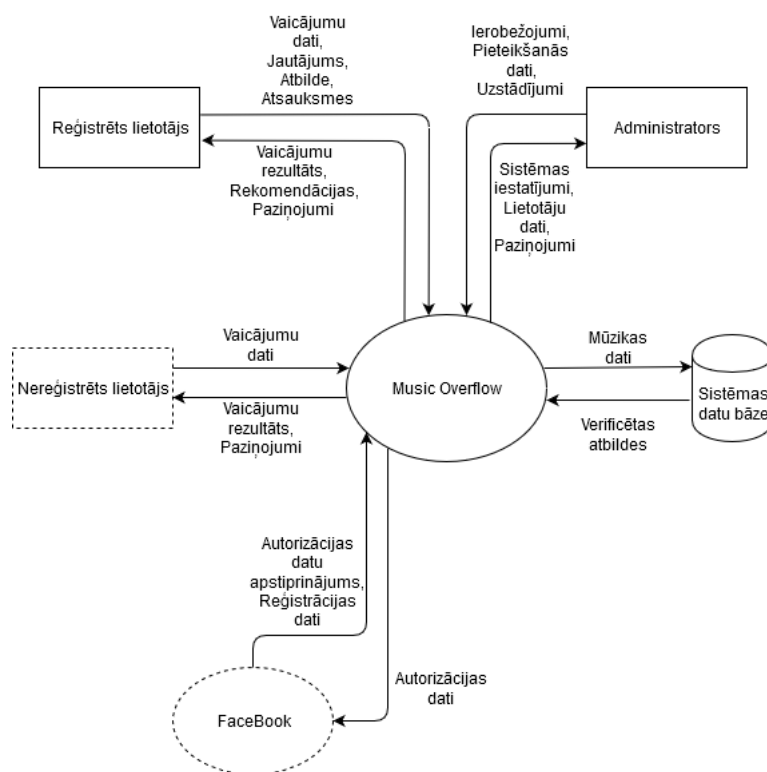 Vaicājumu
dati,
Jautājums,
Atbilde,
Atsauksmes
Ierobežojumi,
Pieteikšanās
dati,
Uzstādījumi
Reģistrēts lietotājs
Administrators
Vaicājumu
rezultāts,
Rekomendācijas,
Paziņojumi
Sistēmas
iestatījumi,
Lietotāju
dati,
Paziņojumi
Vaicājumu
dati
Nereģistrēts lietotājs
Vaicājumu
rezultāts,
Paziņojumi
Music Overflow
Mūzikas
dati
Sistēmas
datu bāze
Verificētas
atbildes
Autorizācijas
datu
apstiprinājums,
Reģistrācijas
dati
Autorizācijas
dati
FaceBook